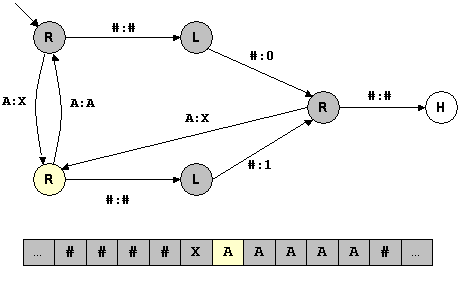 #:#
R L
#:0
A:X A:A
R #:# H
A:X
R L
#:1
#:#
... # # # # X A A A A A # ...